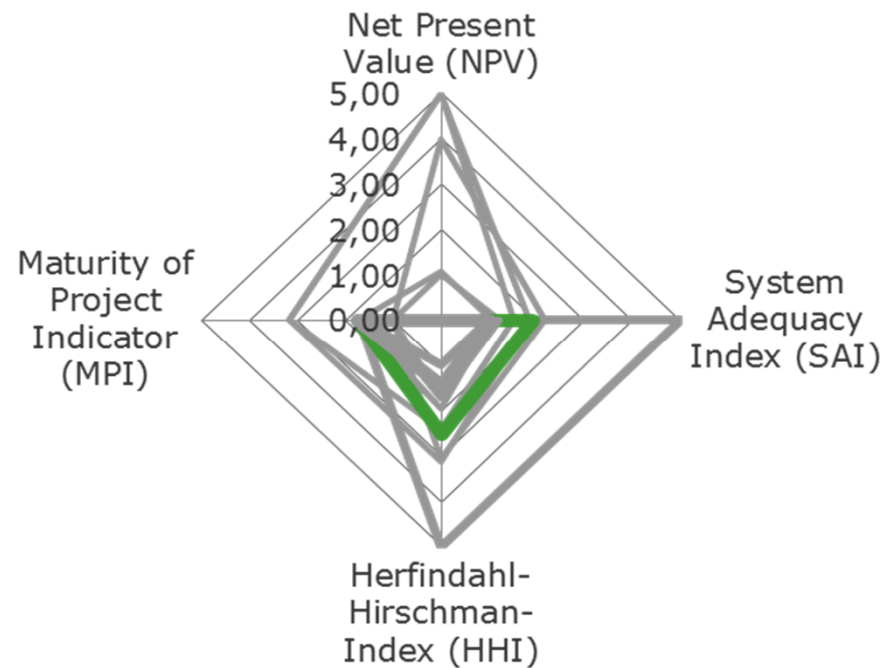 Net Present
Value (NPV)
5,00
4,00
3,00
2,00
1,00
0,00
Maturity of
Project
Indicator
(MPI)
System
Adequacy
Index (SAI)
Herfindahl-
Hirschman-
Index (HHI)